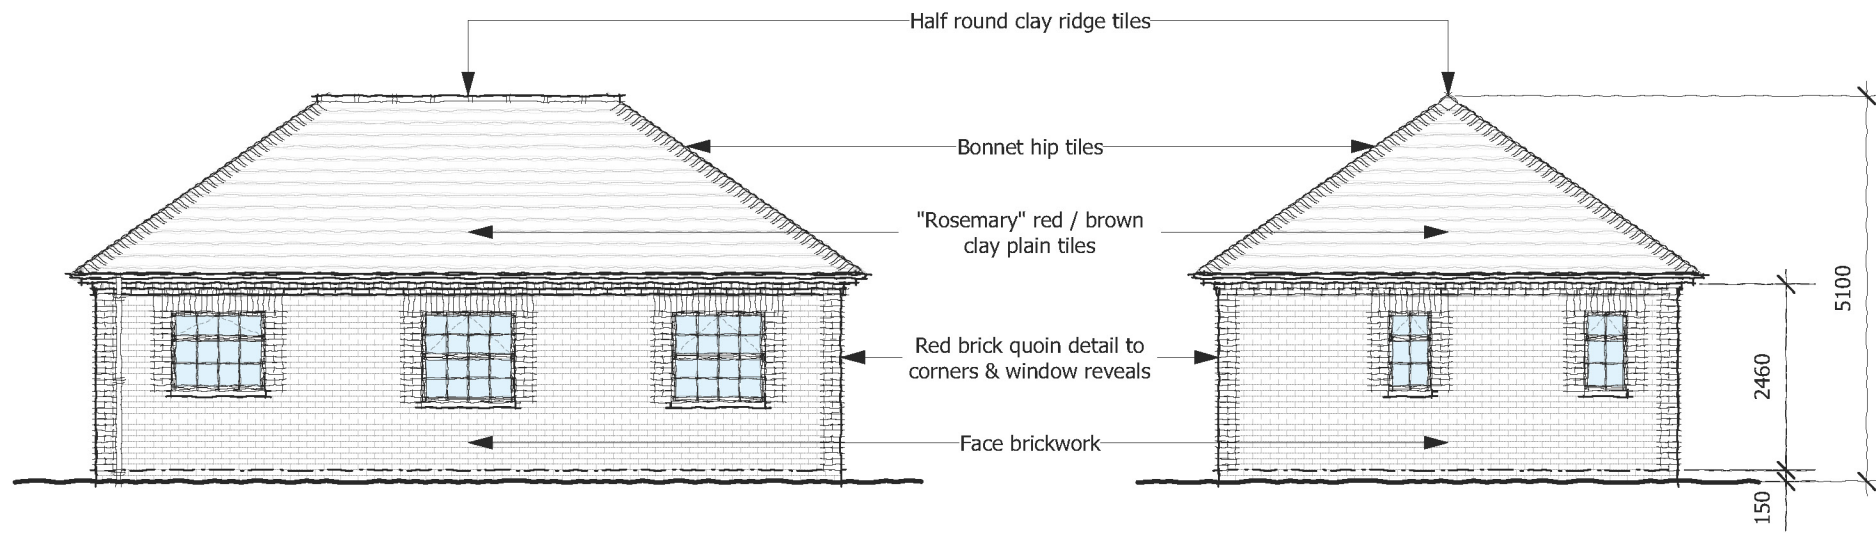 Half round clay ridge tiles
Bonnet hip tiles
"Rosemary" red / brown
clay plain tiles
Red brick quoin detail to
corners & window reveals
Face brickwork
5100
2460
150